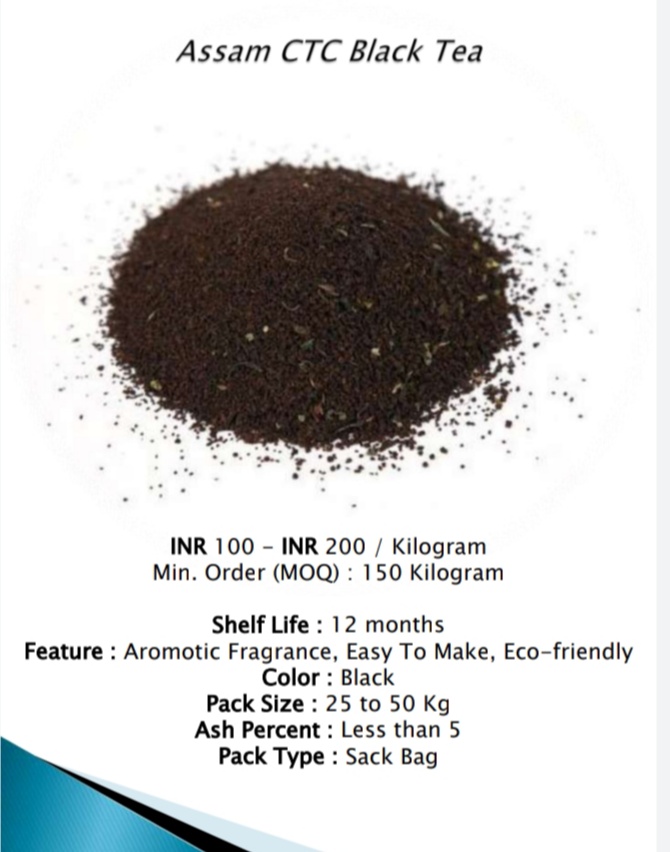 Assam CTC Black Tea
INR 100 – INR 200 / Kilogram
Min. Order (MOQ) : 150 Kilogram
Shelf Life : 12 months
Feature : Aromotic Fragrance, Easy To Make, Eco-friendly
Color : Black
Pack Size : 25 to 50 Kg
Ash Percent : Less than 5
Pack Type : Sack Bag